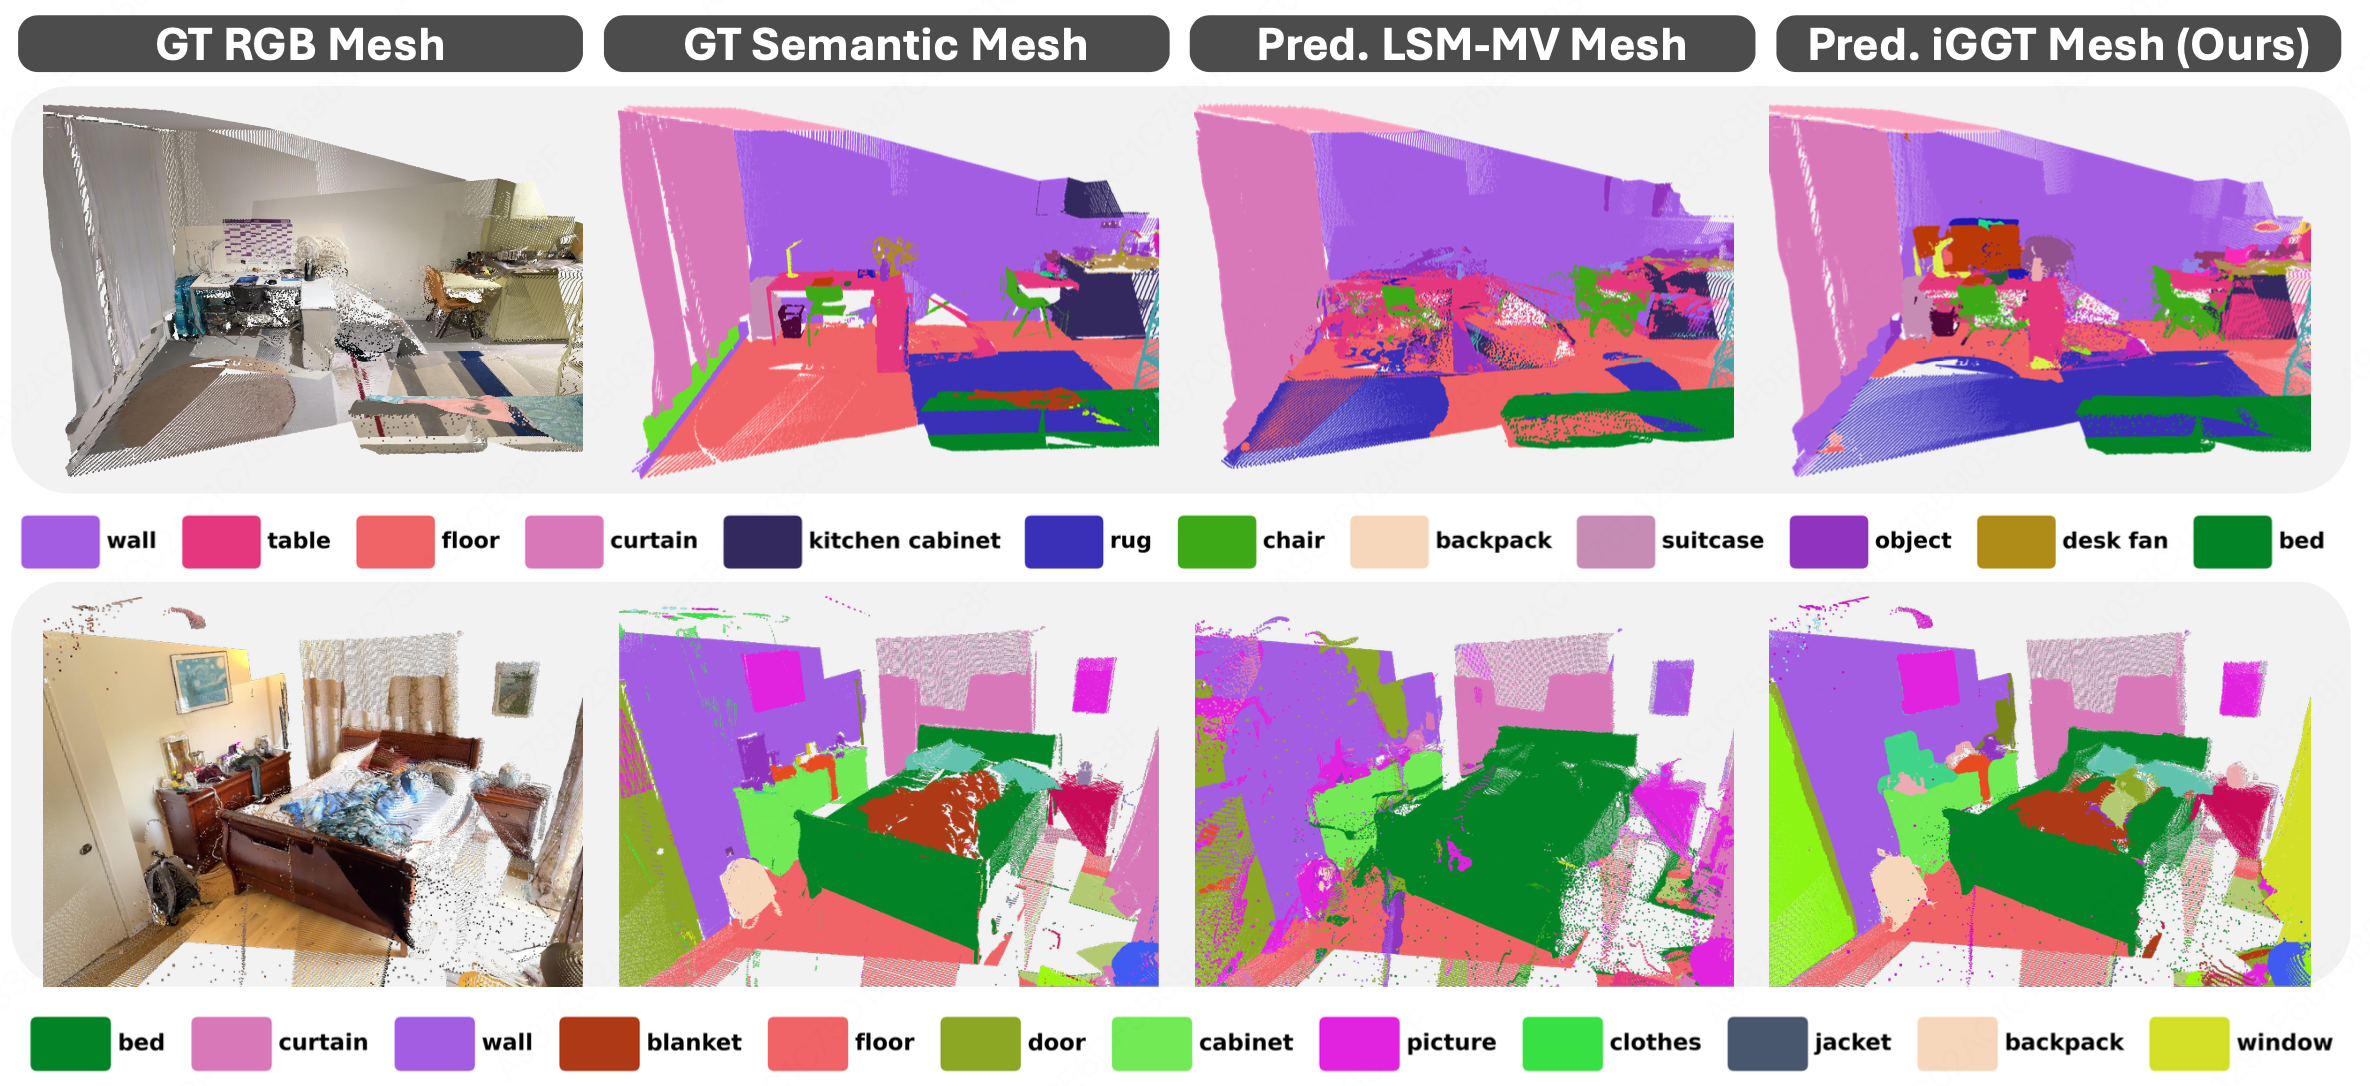 GT RGB Mesh GT Semantic Mesh Pred. LSM-MV Mesh Pred. iGGT Mesh (Ours)
wall table floor curtain kitchen cabinet rug chair backpack suitcase object desk fan bed
bed curtain wall blanket floor door cabinet picture clothes jacket backpack window